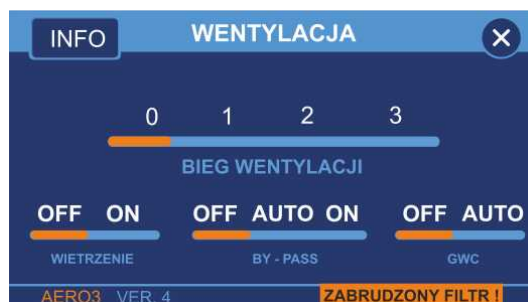 INFO WENTYLACJA X
0 1 2 3
BIEG WENTYLACJI
OFF ON OFF AUTO ON OFF AUTO
WIETRZENIE BY - PASS GWC
AERO3 VER. 4 ZABRUDZONY FILTR !